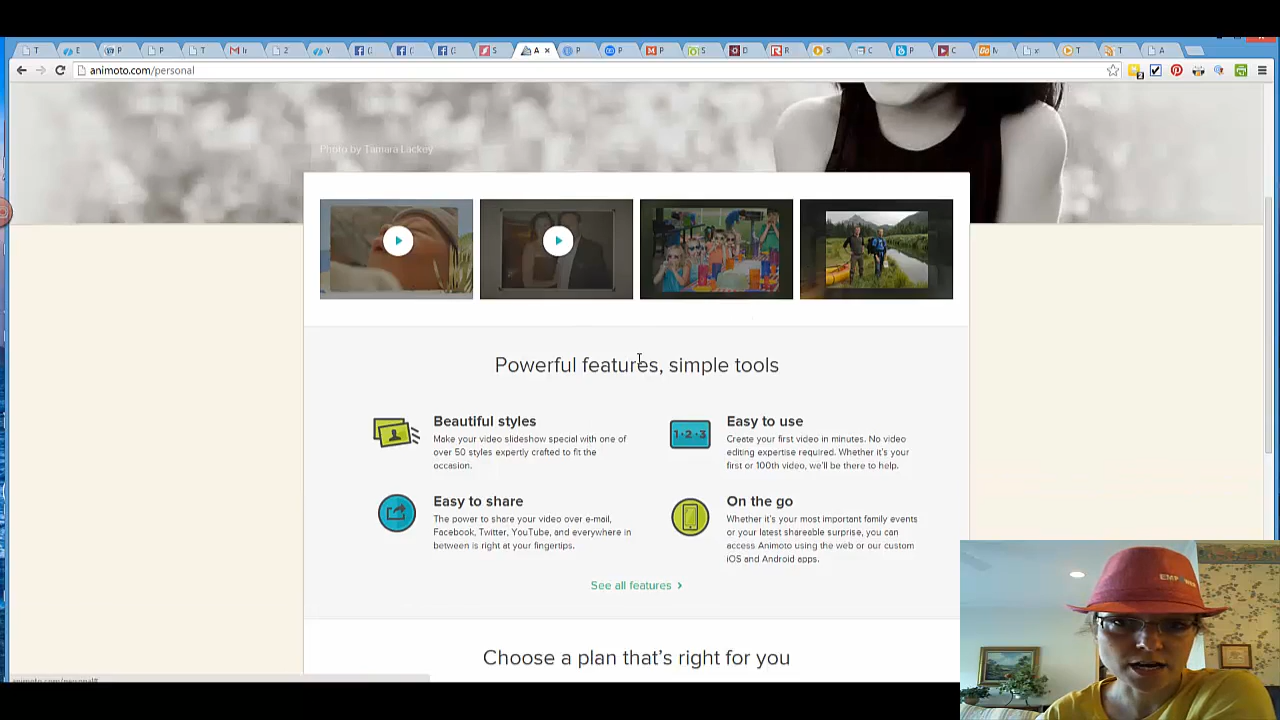 T
E
P
P
T
Ir
2
Y
(
(
(
S
A
P
P
P
S
D
R
S
C
P
C
M
T
T
A
animoto.com/personal
2
Photo by Tamara Lackey
Powerful features, simple tools
Beautiful styles
Make your video slideshow special with one of
over 50 styles expertly crafted to fit the
occasion.
1·2·3
Easy to use
Create your first video in minutes. No video
editing expertise required. Whether it's your
first or 100th video, we'll be there to help.
Easy to share
The power to share your video over e-mail,
Facebook, Twitter, YouTube, and everywhere in
between is right at your fingertips.
On the go
Whether it's your most important family events
or your latest shareable surprise, you can
access Animoto using the web or our custom
iOS and Android apps.
See all features
Choose a plan that's right for you